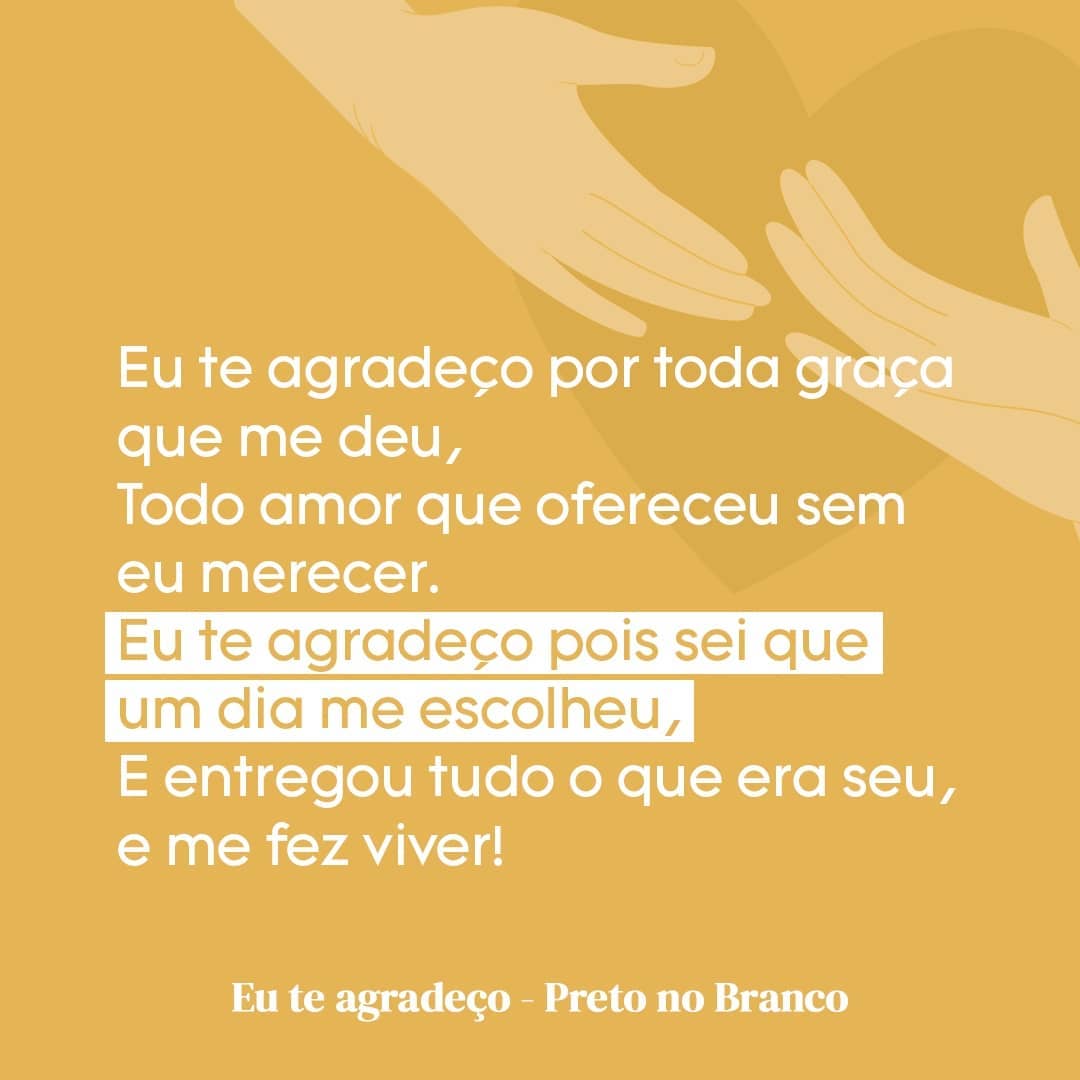 Eu te agradeço por toda graça
que me deu,
Todo amor que ofereceu sem
eu merecer.
Eu te agradeço pois sei que
um dia me escolheu,
E entregou tudo o que era seu,
e me fez viver!
Eu te agradeço - Preto no Branco